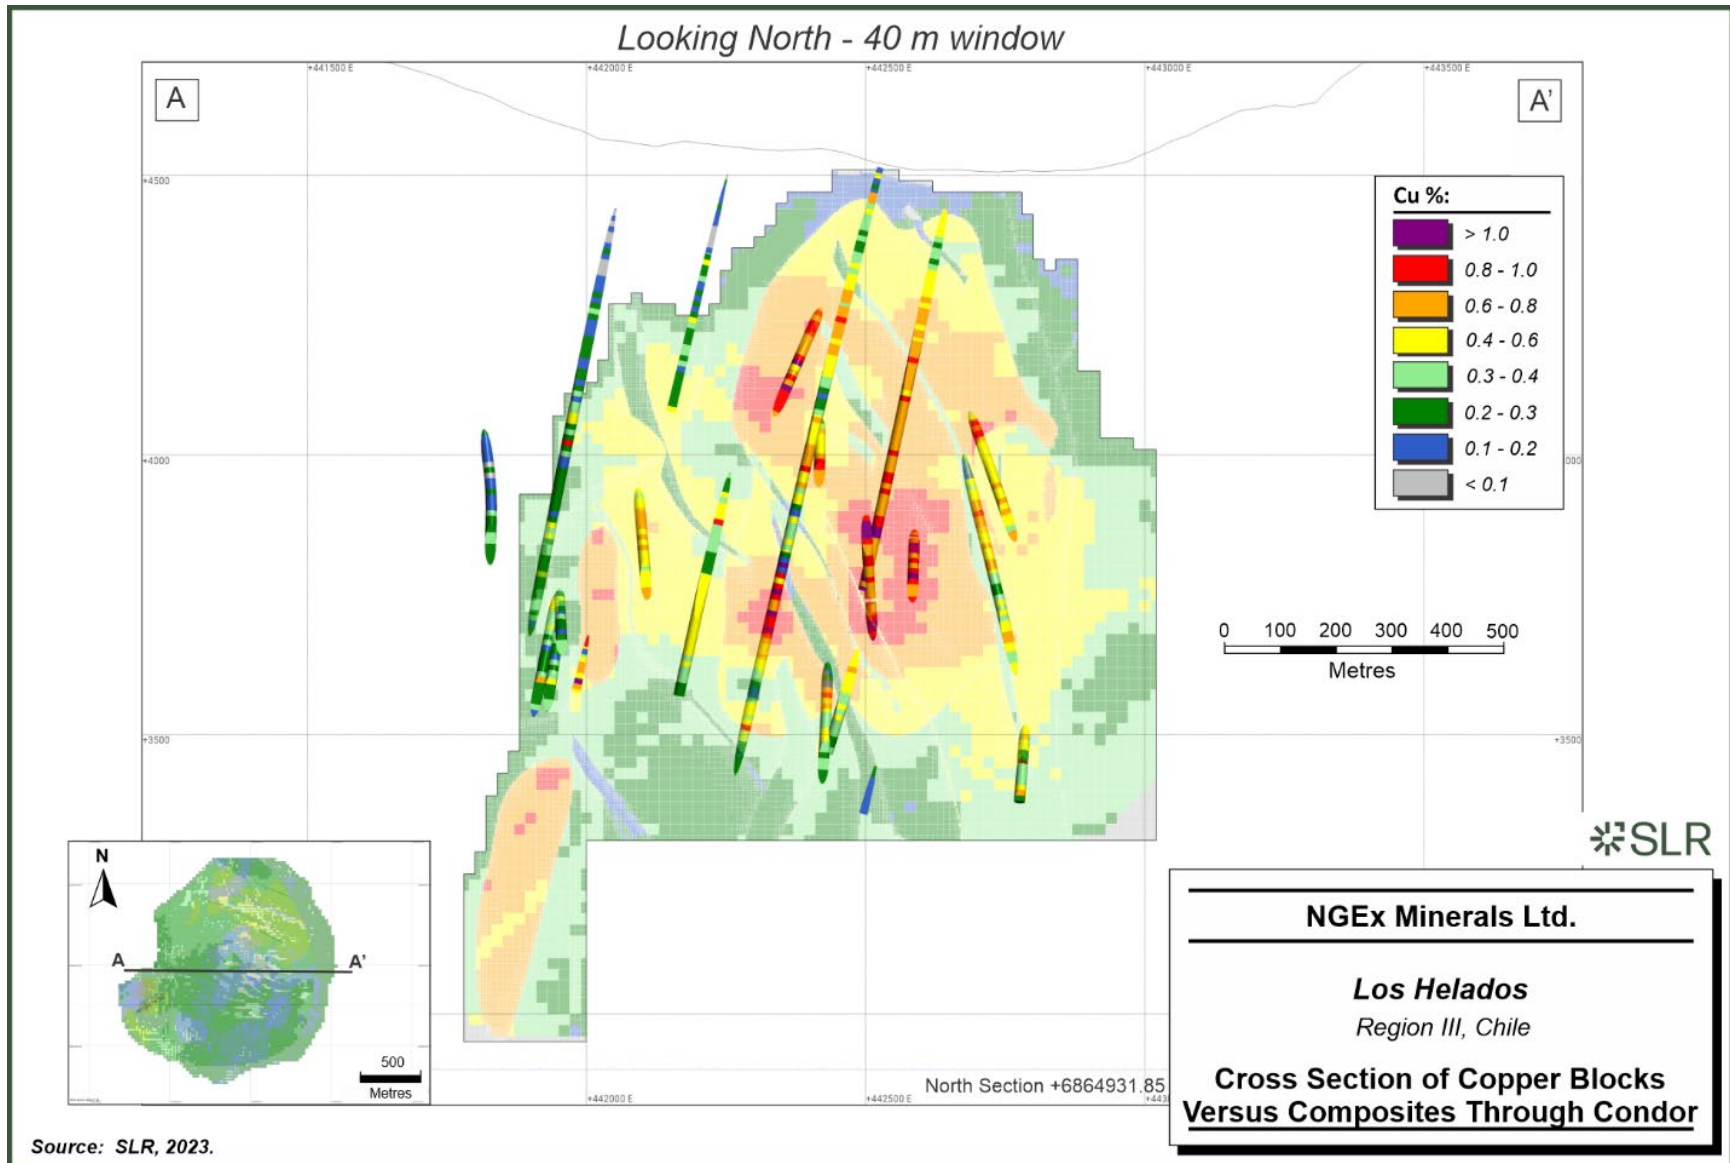 Looking North - 40 m window
+441500 E
+442000 E
+442500 E
+443000 E
+443500 E
A
A'
+4500
Cu %:
> 1.0
0.8 - 1.0
0.6 - 0.8
0.4 - 0.6
0.3 - 0.4
0.2 - 0.3
0.1 - 0.2
< 0.1
+4000
000
0 100 200 300 400 500
Metres
+3500
+3500
SLR
N
A
A'
500
Metres
NGEx Minerals Ltd.
Los Helados
Region III, Chile
Cross Section of Copper Blocks
Versus Composites Through Condor
North Section +6864931.85
+442000 E
+442500 E
Source: SLR, 2023.